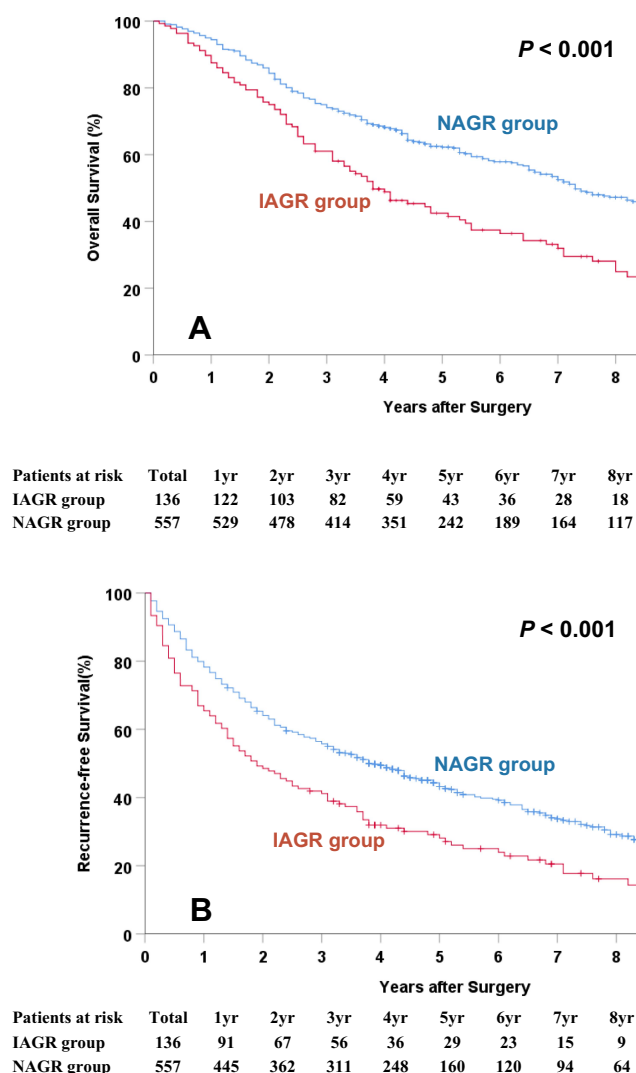 100
P < 0.001
80
NAGR group
60
Overall Survival (%)
IAGR group
40
20
A
0
0 1 2 3 4 5 6 7 8
Years after Surgery
Patients at risk Total 1yr 2yr 3yr 4yr 5yr 6yr 7yr 8yr
IAGR group 136 122 103 82 59 43 36 28 18
NAGR group 557 529 478 414 351 242 189 164 117
100
P < 0.001
80
60
NAGR group
Recurrence-free Survival(%)
40
IAGR group
20
B
0
0 1 2 3 4 5 6 7 8
Years after Surgery
Patients at risk Total 1yr 2yr 3yr 4yr 5yr 6yr 7yr 8yr
IAGR group 136 91 67 56 36 29 23 15 9
NAGR group 557 445 362 311 248 160 120 94 64